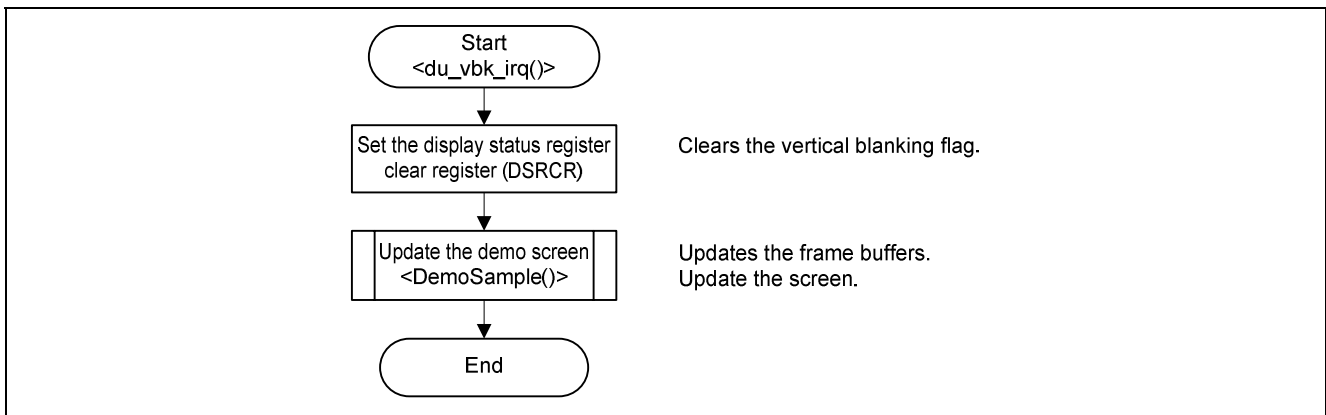 Start
<du_vbk_irq()>
Set the display status register
clear register (DSRCR)
Clears the vertical blanking flag.
Update the demo screen
<DemoSample()>
Updates the frame buffers.
Update the screen.
End